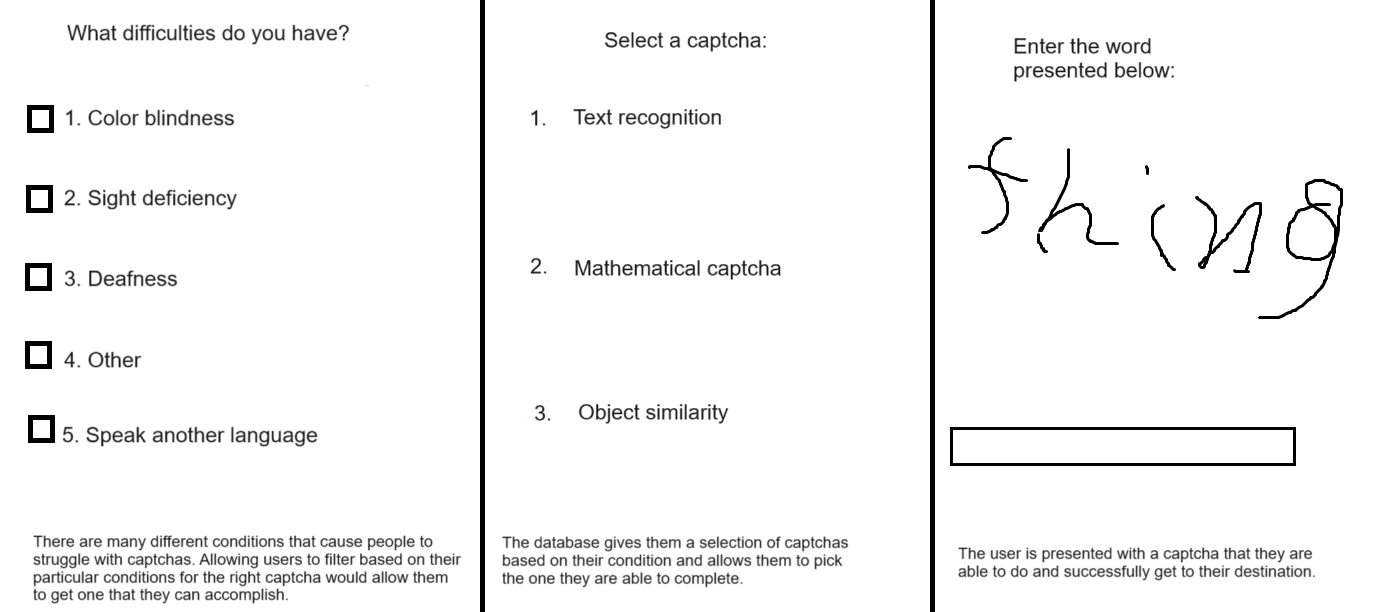 What difficulties do you have?
1. Color blindness
2. Sight deficiency
3. Deafness
4. Other
5. Speak another language
There are many different conditions that cause people to
struggle with captchas. Allowing users to filter based on their
particular conditions for the right captcha would allow them
to get one that they can accomplish.
Select a captcha:
1. Text recognition
2. Mathematical captcha
3. Object similarity
The database gives them a selection of captchas
based on their condition and allows them to pick
the one they are able to complete.
Enter the word
presented below:
thing
The user is presented with a captcha that they are
able to do and successfully get to their destination.